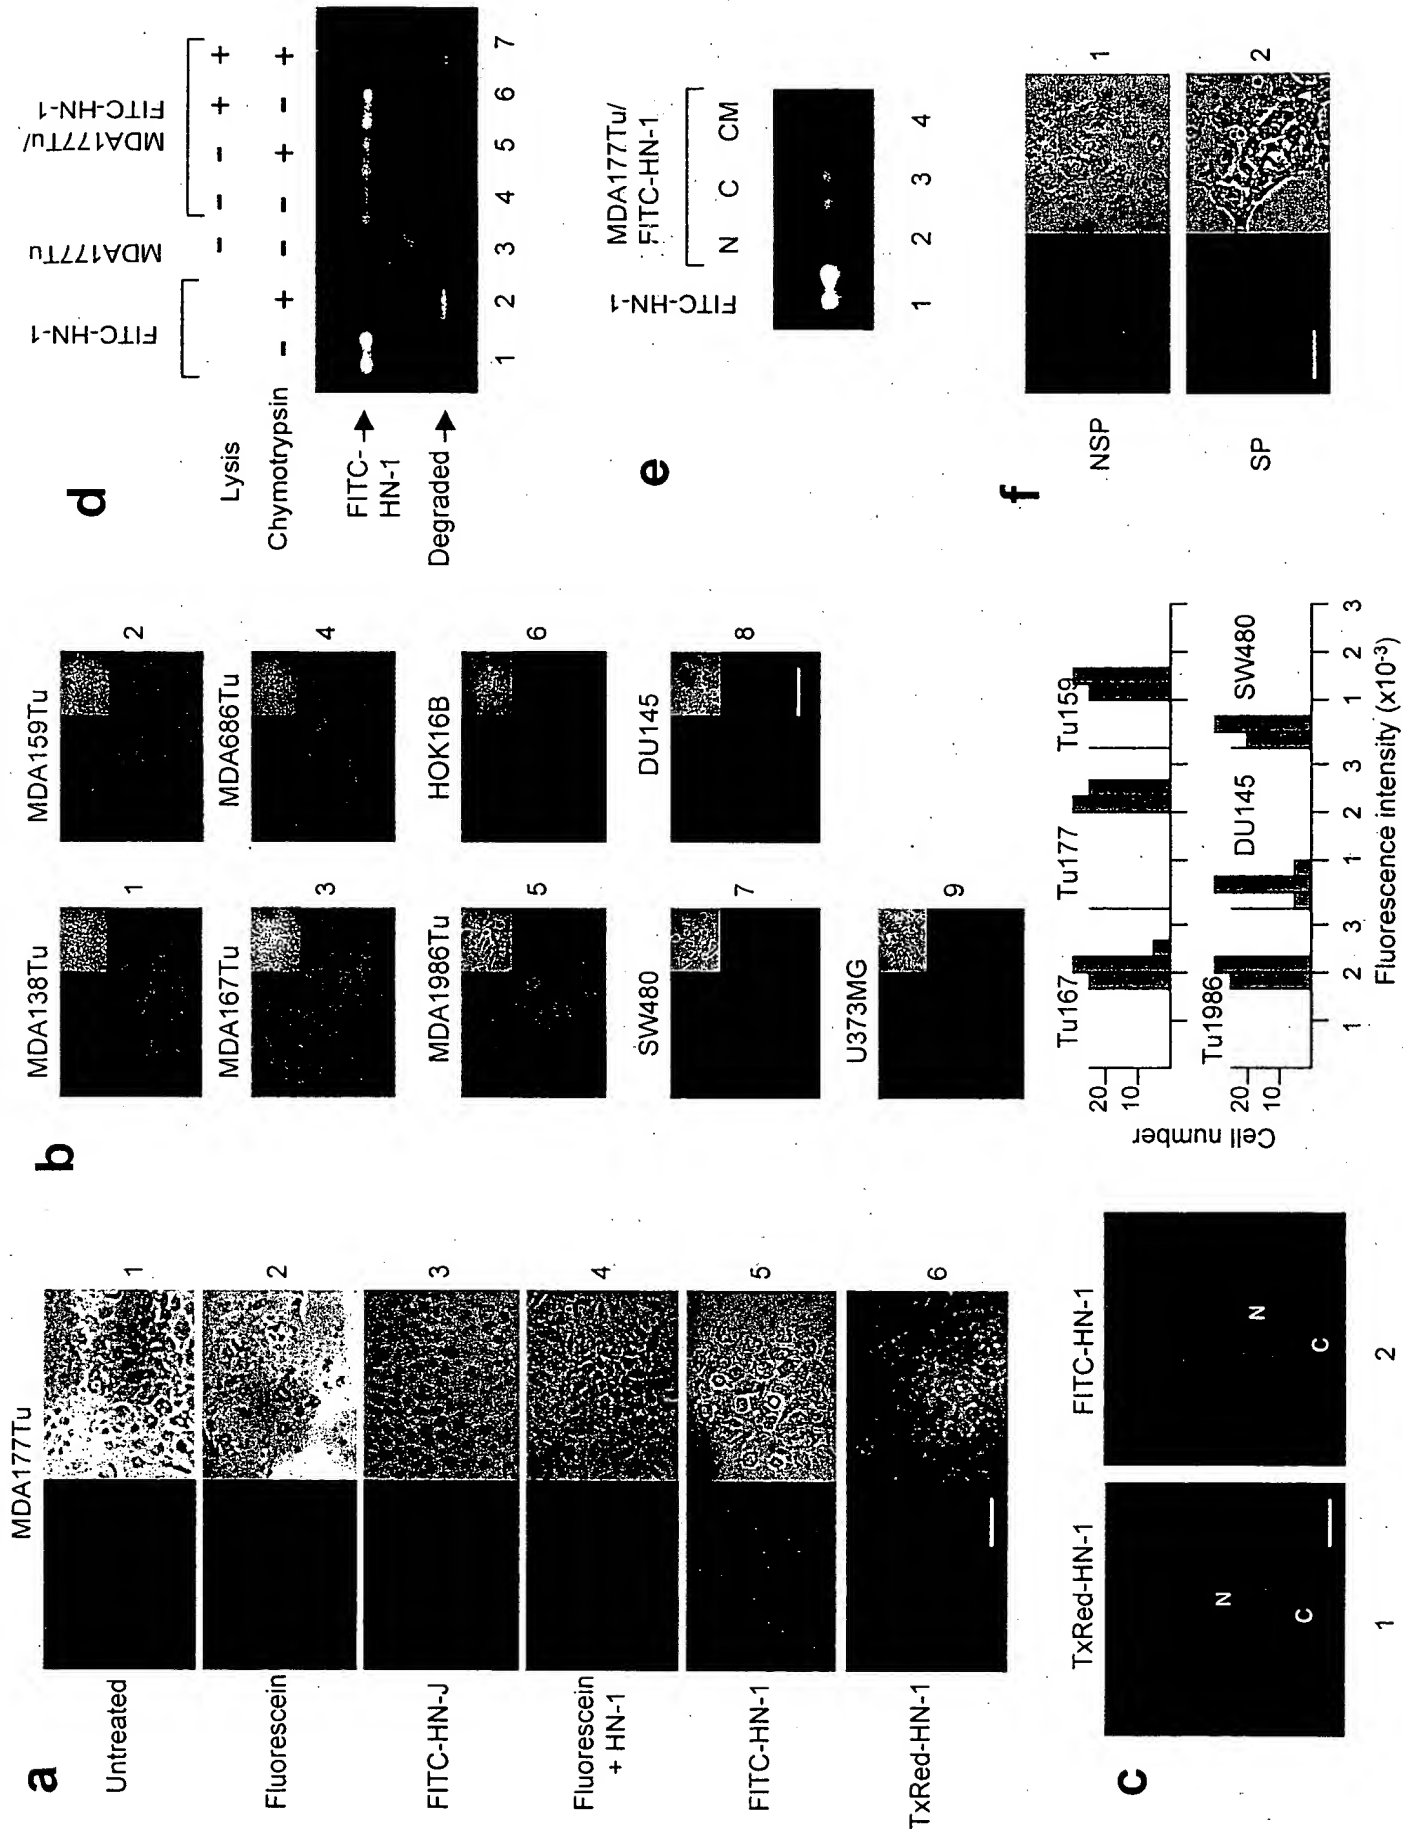 a
MDA177Tu
Untreated
1
Fluorescein
2
FITC-HN-J
3
Fluorescein
+ HN-1
4
FITC-HN-1
5
TxRed-HN-1
6
b
MDA138Tu
1
MDA159Tu
2
MDA167Tu
3
MDA686Tu
4
MDA1986Tu
5
HOK16B
6
SW480
7
DU145
8
U373MG
9
Cell number
20
10
Tu167
Tu177
Tu159
1 2 3 1 2 3 1 2 3
20
10
Tu1986
DU145
SW480
Fluorescence intensity (x10-3)
c
TxRed-HN-1
N
C
1
FITC-HN-1
N
C
2
d
FITC-HN-1
MDA177Tu
MDA177Tu/
FITC-HN-1
Lysis
− − − + +
Chymotrypsin
− + − − + − +
FITC-
HN-1
Degraded
1 2 3 4 5 6 7
e
FITC-HN-1
MDA177Tu/
FITC-HN-1
N C CM
1 2 3 4
f
NSP
1
SP
2